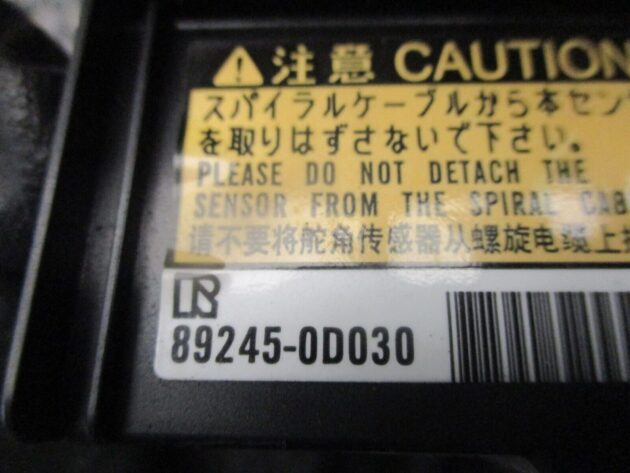 注意 CAUTION
スパイラルケーブルから本セン
を取りはずさないで下さい。
PLEASE DO NOT DETACH THE
SENSOR FROM THE SPIRAL CAB
请不要将舵角传感器从螺旋电缆上
89245-0D030